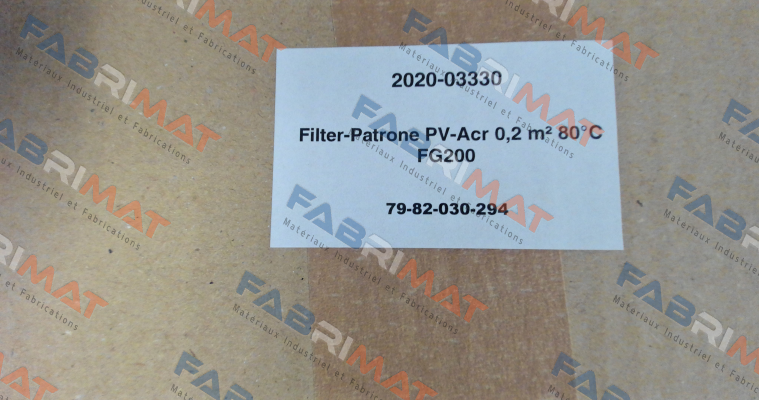 2020-03330
Filter-Patrone PV-Acr 0,2 m² 80°C
FG200
79-82-030-294
FABRIMAT
Materiaux Industriel et Fabrications